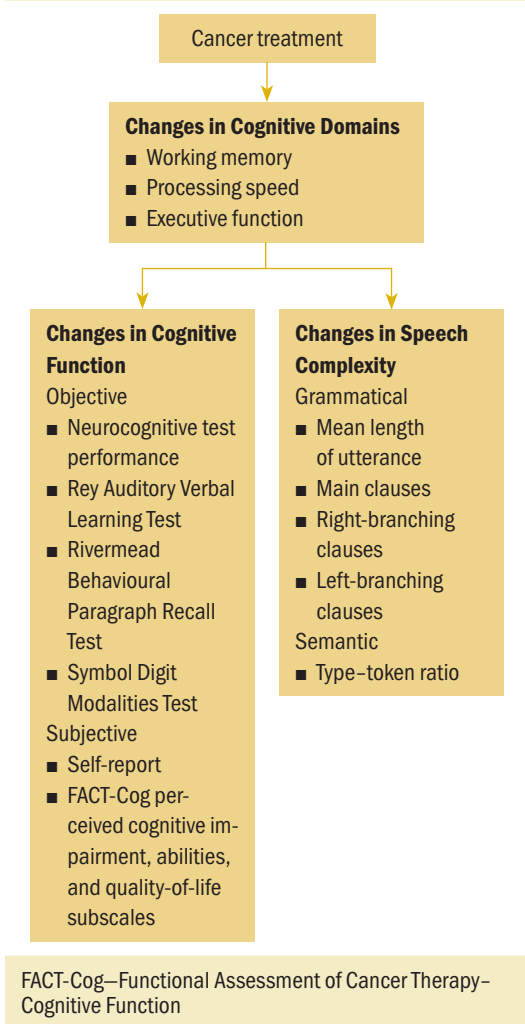 Cancer treatment
Changes in Cognitive Domains
■ Working memory
■ Processing speed
■ Executive function
Changes in Cognitive
Function
Objective
■ Neurocognitive test
performance
■ Rey Auditory Verbal
Learning Test
■ Rivermead
Behavioural
Paragraph Recall
Test
■ Symbol Digit
Modalities Test
Subjective
■ Self-report
■ FACT-Cog per-
ceived cognitive im-
pairment, abilities,
and quality-of-life
subscales
Changes in Speech
Complexity
Grammatical
■ Mean length
of utterance
■ Main clauses
■ Right-branching
clauses
■ Left-branching
clauses
Semantic
■ Type–token ratio
FACT-Cog—Functional Assessment of Cancer Therapy–
Cognitive Function